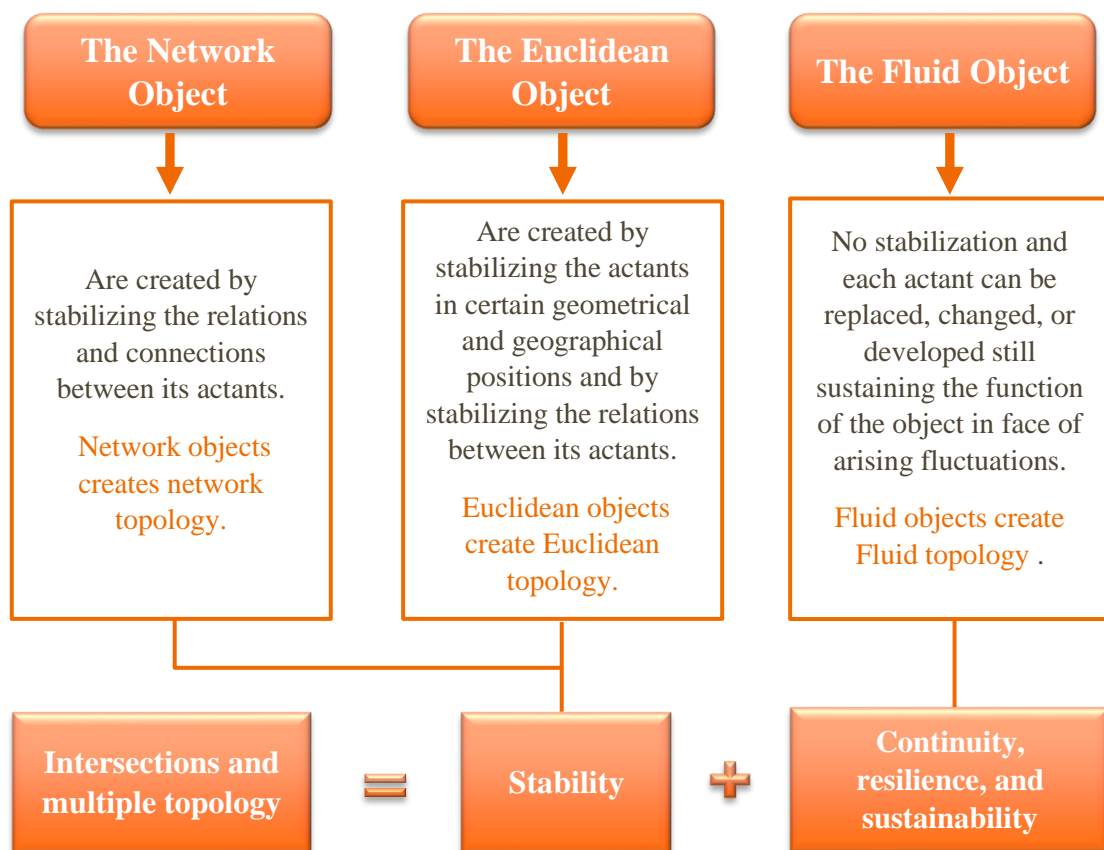 The Network
Object
The Euclidean
Object
The Fluid Object
Are created by
stabilizing the relations
and connections
between its actants.
Network objects
creates network
topology.
Are created by
stabilizing the actants
in certain geometrical
and geographical
positions and by
stabilizing the relations
between its actants.
Euclidean objects
create Euclidean
topology.
No stabilization and
each actant can be
replaced, changed, or
developed still
sustaining the function
of the object in face of
arising fluctuations.
Fluid objects create
Fluid topology .
Intersections and
multiple topology
=
Stability
+
Continuity,
resilience, and
sustainability